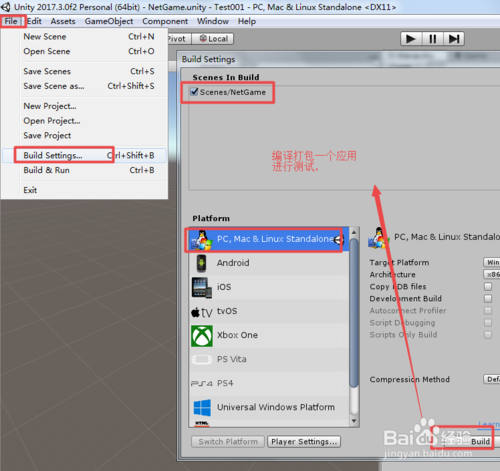 Unity 2017.3.0f2 Personal (64bit) - NetGame.unity - Test001 - PC, Mac & Linux Standalone <DX11>
File Edit Assets GameObject Component Window Help
New Scene Ctrl+N
Open Scene Ctrl+O
Save Scenes Ctrl+S
Save Scene as... Ctrl+Shift+S
New Project...
Open Project...
Save Project
Build Settings... Ctrl+Shift+B
Build & Run Ctrl+B
Exit
Pivot Local
Build Settings
Scenes In Build
Scenes/NetGame
编译打包一个应用
进行测试。
Platform
PC, Mac & Linux Standalone
Android
iOS
tv tvOS
Xbox One
PS Vita
PS4 PS4
Universal Windows Platform
HTML
Switch Platform Player Settings...
PC, Mac & Linux Standalone
Target Platform Win
Architecture x86
Copy PDB files
Development Build
Autoconnect Profiler
Script Debugging
Scripts Only Build
Compression Method Def
Learn
Build
Bai 经验
jingyan.baidu.com